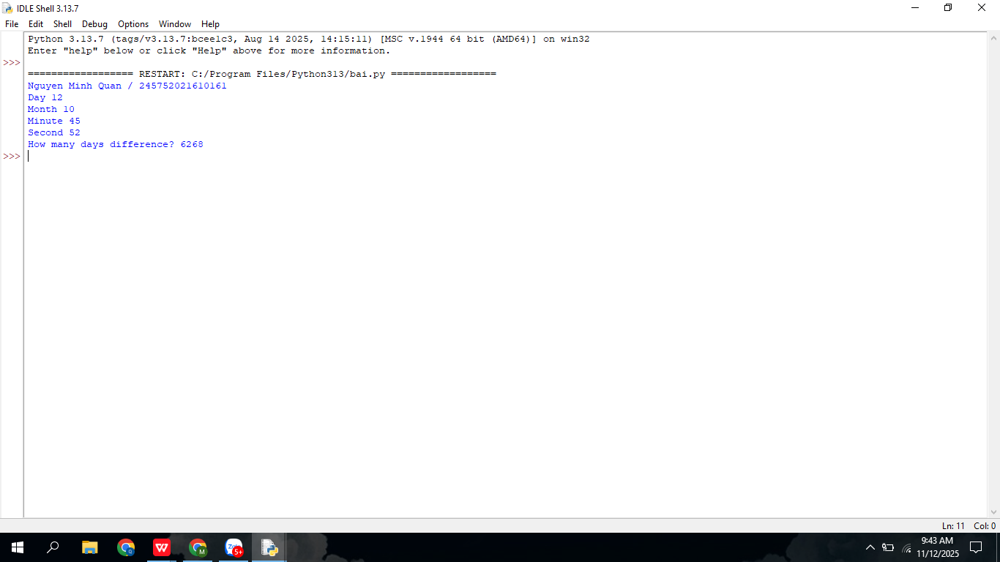 IDLE Shell 3.13.7
File Edit Shell Debug Options Window Help
Python 3.13.7 (tags/v3.13.7:bcee1c3, Aug 14 2025, 14:15:11) [MSC v.1944 64 bit (AMD64)] on win32
Enter "help" below or click "Help" above for more information.
>>>
================== RESTART: C:/Program Files/Python313/bai.py ==================
Nguyen Minh Quan / 245752021610161
Day 12
Month 10
Minute 45
Second 52
How many days difference? 6268
>>>
Ln: 11 Col: 0
5+
9:43 AM
11/12/2025